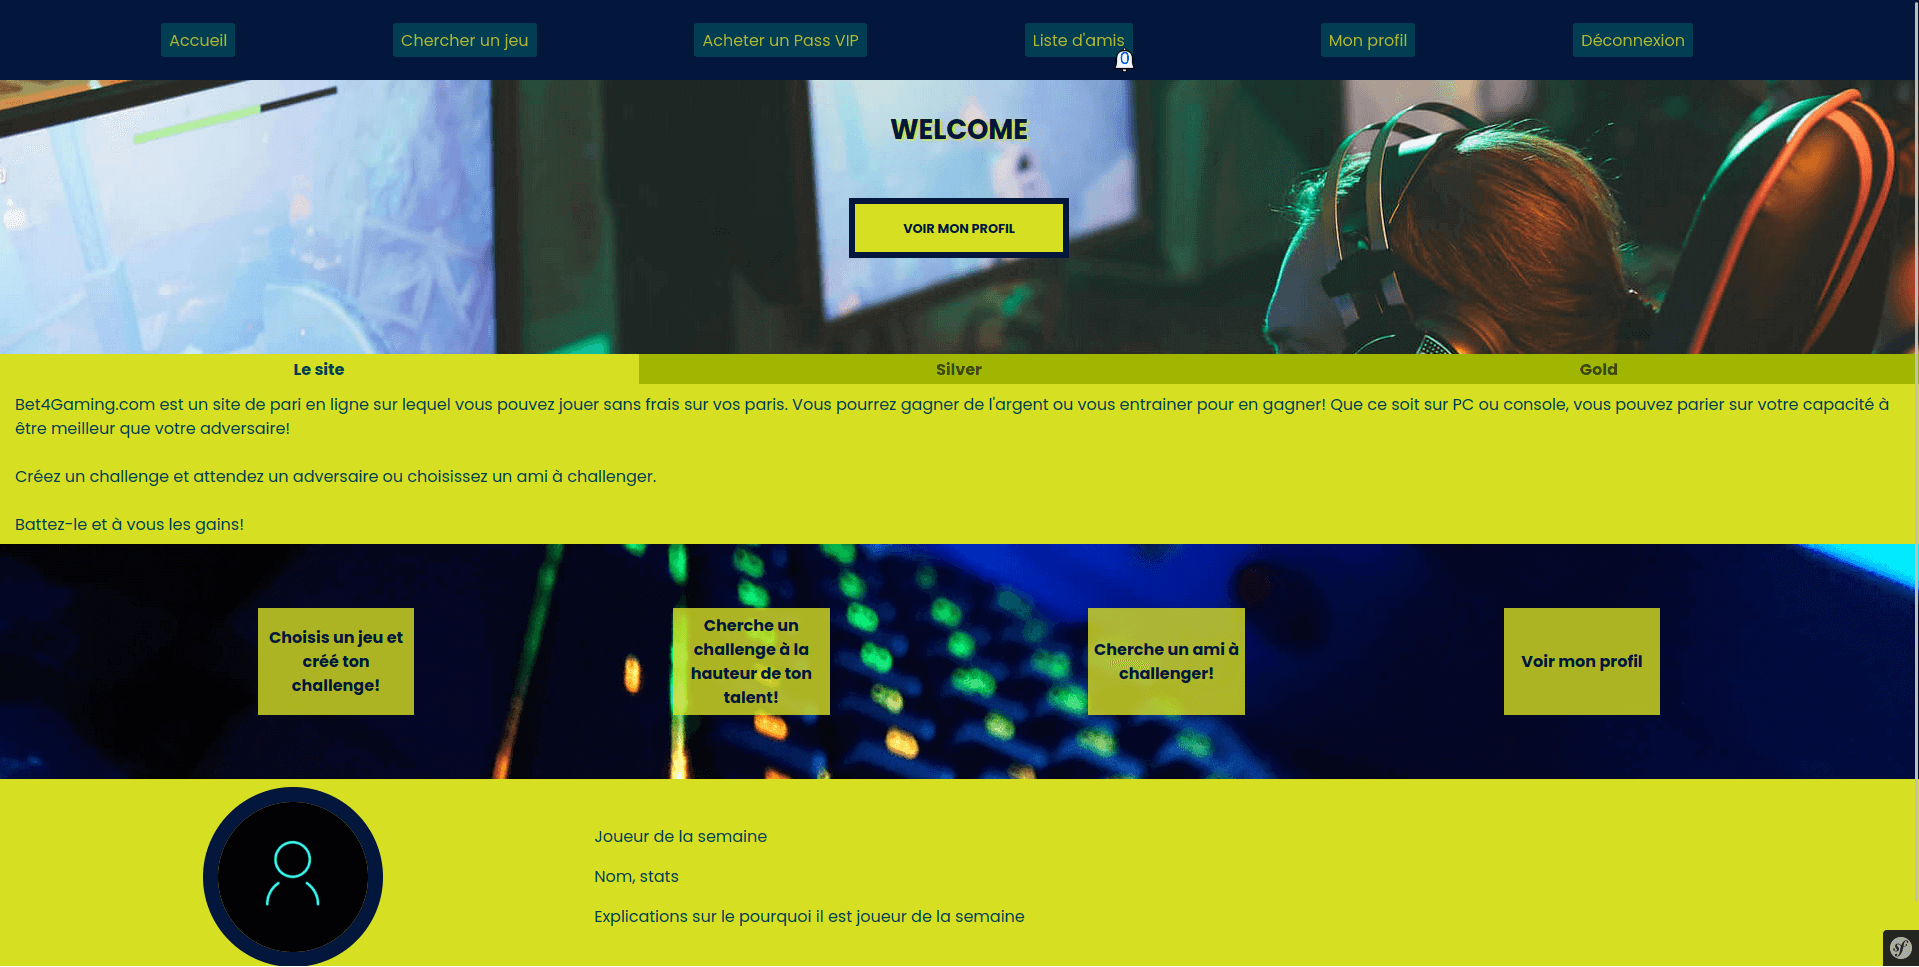 Accueil
Chercher un jeu
Acheter un Pass VIP
Liste d'amis
0
Mon profil
Déconnexion
WELCOME
VOIR MON PROFIL
Le site
Silver
Gold
Bet4Gaming.com est un site de pari en ligne sur lequel vous pouvez jouer sans frais sur vos paris. Vous pourrez gagner de l'argent ou vous entrainer pour en gagner! Que ce soit sur PC ou console, vous pouvez parier sur votre capacité à
être meilleur que votre adversaire!
Créez un challenge et attendez un adversaire ou choisissez un ami à challenger.
Battez-le et à vous les gains!
Choisis un jeu et
créé ton
challenge!
Cherche un
challenge à la
hauteur de ton
talent!
Cherche un ami à
challenger!
Voir mon profil
Joueur de la semaine
Nom, stats
Explications sur le pourquoi il est joueur de la semaine
sf